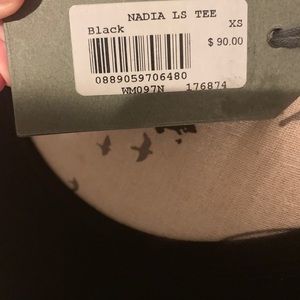 NADIA LS TEE
Black XS
$ 90.00
0889059706480
WM097N 176874